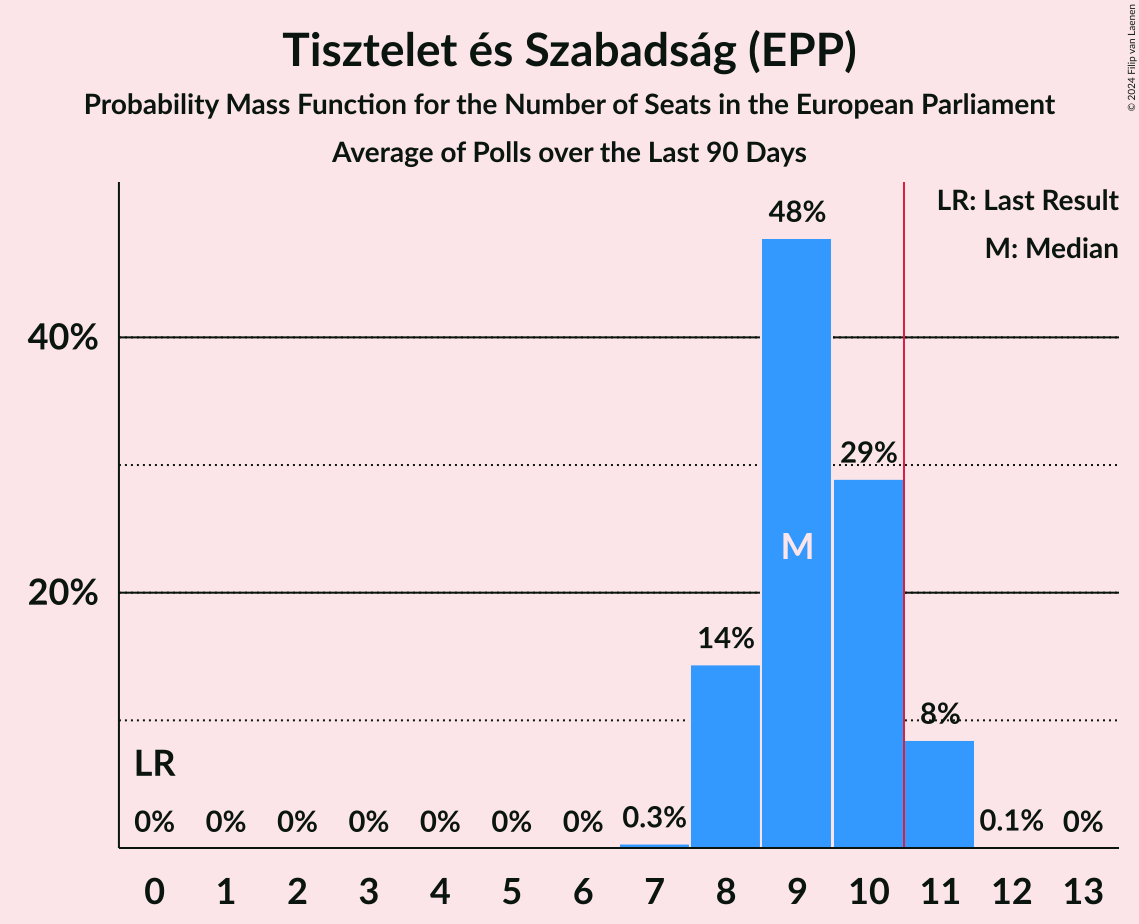 Tisztelet és Szabadság (EPP)
Probability Mass Function for the Number of Seats in the European Parliament
Average of Polls over the Last 90 Days
© 2024 Filip van Laenen
LR: Last Result
M: Median
48%
40%
29%
M
20%
14%
8%
LR
0% 0% 0% 0% 0% 0% 0% 0.3% 0.1% 0%
0 1 2 3 4 5 6 7 8 9 10 11 12 13